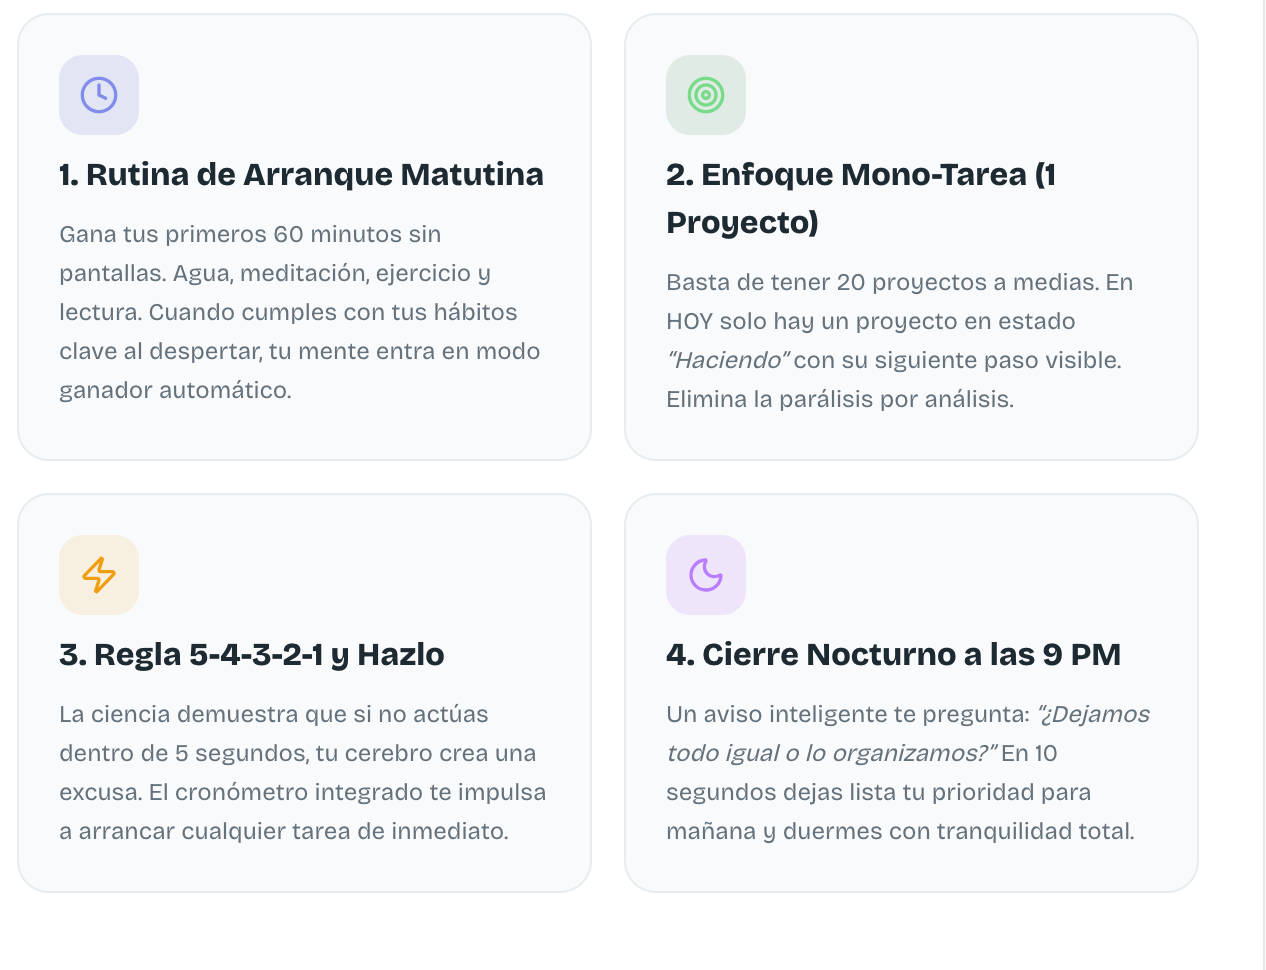 1. Rutina de Arranque Matutina
Gana tus primeros 60 minutos sin
pantallas. Agua, meditación, ejercicio y
lectura. Cuando cumples con tus hábitos
clave al despertar, tu mente entra en modo
ganador automático.
2. Enfoque Mono-Tarea (1
Proyecto)
Basta de tener 20 proyectos a medias. En
HOY solo hay un proyecto en estado
“Haciendo” con su siguiente paso visible.
Elimina la parálisis por análisis.
3. Regla 5-4-3-2-1 y Hazlo
La ciencia demuestra que si no actúas
dentro de 5 segundos, tu cerebro crea una
excusa. El cronómetro integrado te impulsa
a arrancar cualquier tarea de inmediato.
4. Cierre Nocturno a las 9 PM
Un aviso inteligente te pregunta: “¿Dejamos
todo igual o lo organizamos?” En 10
segundos dejas lista tu prioridad para
mañana y duermes con tranquilidad total.